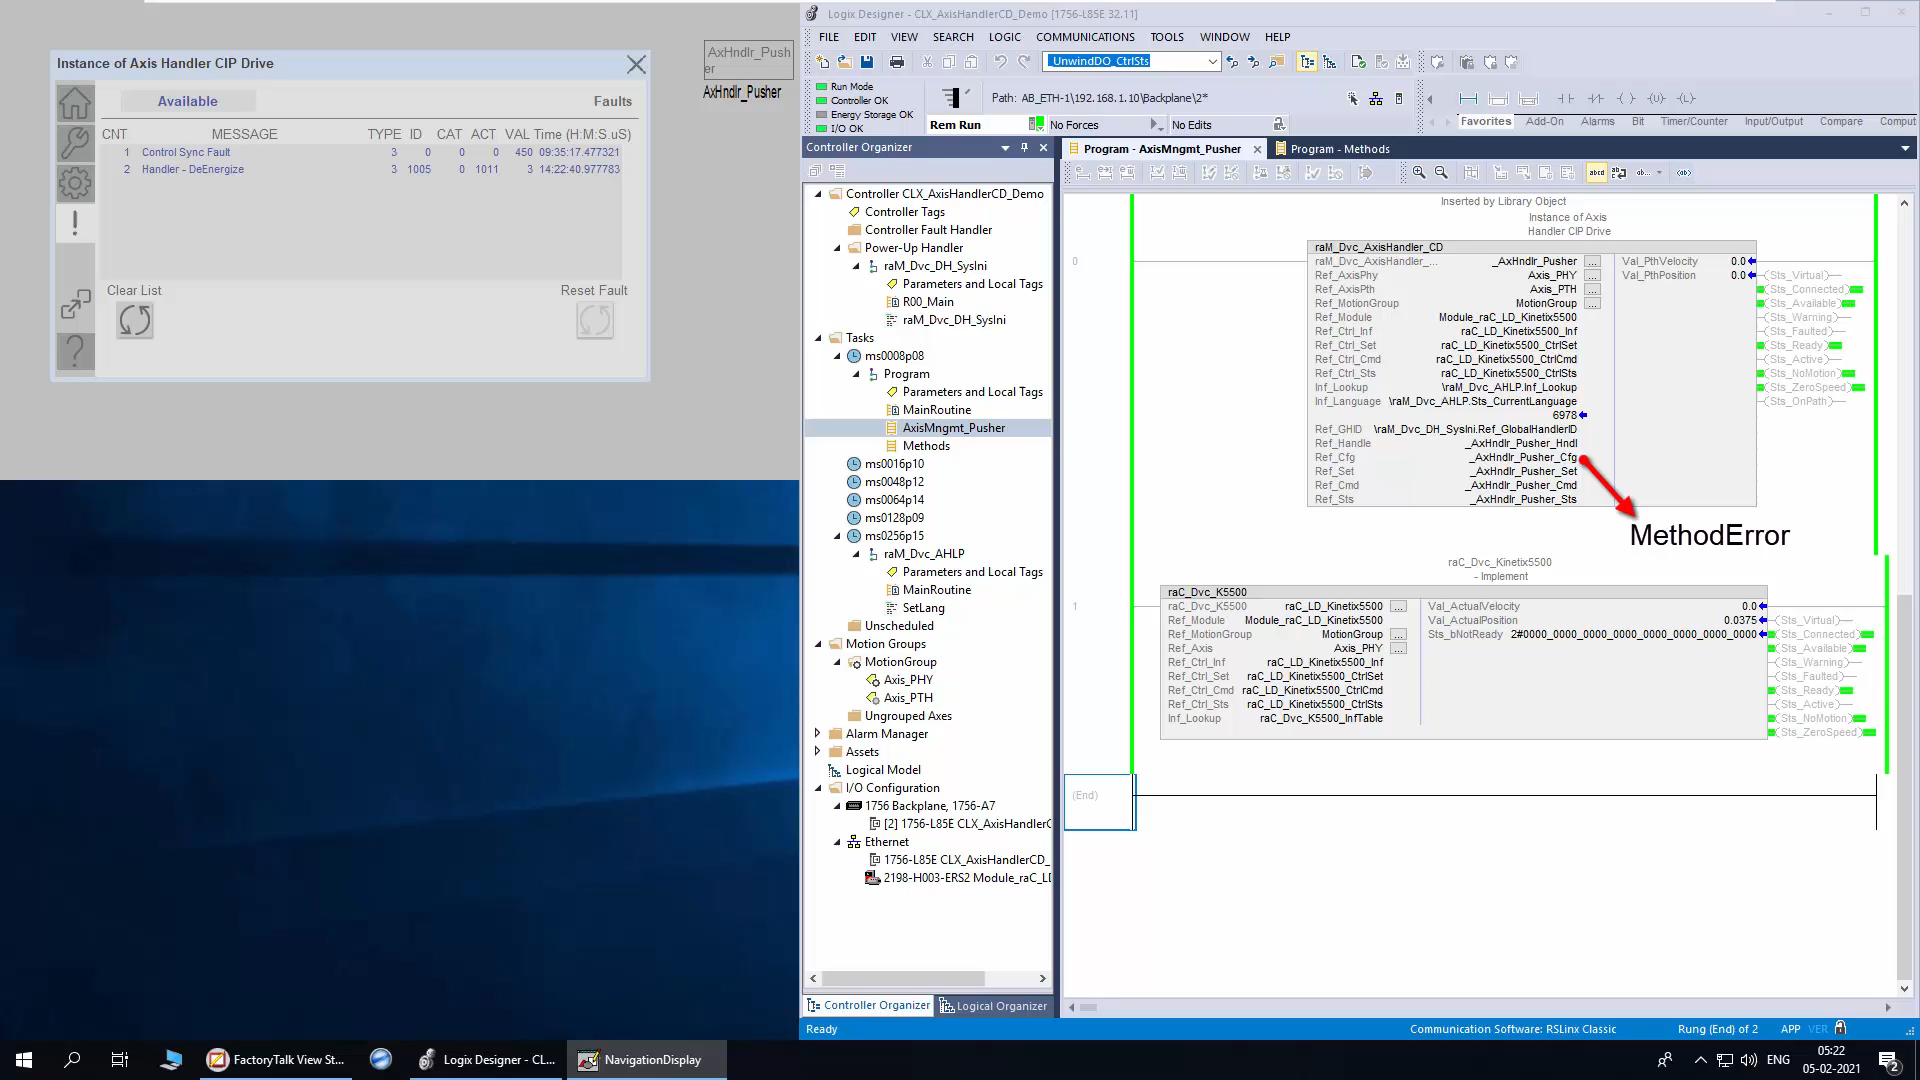 Instance of Axis Handler CIP Drive
Available
Faults
CNT MESSAGE TYPE ID CAT ACT VAL Time (H:M:S.uS)
1 Control Sync Fault 3 0 0 0 450 09:35:17.477321
2 Handler - DeEnergize 3 1005 0 1011 3 14:22:40.977783
Clear List
Reset Fault
AxHndlr_Push
er
AxHndlr_Pusher
Logix Designer - CLX_AxisHandlerCD_Demo [1756-L85E 32.11]
FILE EDIT VIEW SEARCH LOGIC COMMUNICATIONS TOOLS WINDOW HELP
_UnwindDO_CtrlSts
Run Mode
Controller OK
Energy Storage OK
I/O OK
Path: AB_ETH-1\192.168.1.10\Backplane\2*
Rem Run
No Forces
No Edits
Favorites Add-On Alarms Bit Timer/Counter Input/Output Compare Comput
Controller Organizer
Controller CLX_AxisHandlerCD_Demo
Controller Tags
Controller Fault Handler
Power-Up Handler
raM_Dvc_DH_SysIni
Parameters and Local Tags
R00_Main
raM_Dvc_DH_SysIni
Tasks
ms0008p08
Program
Parameters and Local Tags
MainRoutine
AxisMngmt_Pusher
Methods
ms0016p10
ms0048p12
ms0064p14
ms0128p09
ms0256p15
raM_Dvc_AHLP
Parameters and Local Tags
MainRoutine
SetLang
Unscheduled
Motion Groups
MotionGroup
Axis_PHY
Axis_PTH
Ungrouped Axes
Alarm Manager
Assets
Logical Model
I/O Configuration
1756 Backplane, 1756-A7
[2] 1756-L85E CLX_AxisHandlerC
Ethernet
1756-L85E CLX_AxisHandlerCD_
2198-H003-ERS2 Module_raC_LD
Controller Organizer
Logical Organizer
Program - AxisMngmt_Pusher
Program - Methods
Inserted by Library Object
Instance of Axis
Handler CIP Drive
0
raM_Dvc_AxisHandler_CD
raM_Dvc_AxisHandler_... _AxHndlr_Pusher ... Val_PthVelocity 0.0
Ref_AxisPhy Axis_PHY ... Val_PthPosition 0.0 (Sts_Virtual)
Ref_AxisPth Axis_PTH ... (Sts_Connected)
Ref_MotionGroup MotionGroup ... (Sts_Available)
Ref_Module Module_raC_LD_Kinetix5500 (Sts_Warning)
Ref_Ctrl_Inf raC_LD_Kinetix5500_Inf (Sts_Faulted)
Ref_Ctrl_Set raC_LD_Kinetix5500_CtrlSet (Sts_Ready)
Ref_Ctrl_Cmd raC_LD_Kinetix5500_CtrlCmd (Sts_Active)
Ref_Ctrl_Sts raC_LD_Kinetix5500_CtrlSts (Sts_NoMotion)
Inf_Lookup \raM_Dvc_AHLP.Inf_Lookup (Sts_ZeroSpeed)
Inf_Language \raM_Dvc_AHLP.Sts_CurrentLanguage (Sts_OnPath)
6978
Ref_GHID \raM_Dvc_DH_SysIni.Ref_GlobalHandlerID
Ref_Handle _AxHndlr_Pusher_Hndl
Ref_Cfg _AxHndlr_Pusher_Cfg
Ref_Set _AxHndlr_Pusher_Set
Ref_Cmd _AxHndlr_Pusher_Cmd
Ref_Sts _AxHndlr_Pusher_Sts
MethodError
raC_Dvc_Kinetix5500
- Implement
1
raC_Dvc_K5500
raC_Dvc_K5500 raC_LD_Kinetix5500 ... Val_ActualVelocity 0.0
Ref_Module Module_raC_LD_Kinetix5500 Val_ActualPosition 0.0375 (Sts_Virtual)
Ref_MotionGroup MotionGroup ... Sts_bNotReady 2#0000_0000_0000_0000_0000_0000_0000_0000 (Sts_Connected)
Ref_Axis Axis_PHY ... (Sts_Available)
Ref_Ctrl_Inf raC_LD_Kinetix5500_Inf (Sts_Warning)
Ref_Ctrl_Set raC_LD_Kinetix5500_CtrlSet (Sts_Faulted)
Ref_Ctrl_Cmd raC_LD_Kinetix5500_CtrlCmd (Sts_Ready)
Ref_Ctrl_Sts raC_LD_Kinetix5500_CtrlSts (Sts_Active)
Inf_Lookup raC_Dvc_K5500_InfTable (Sts_NoMotion)
(Sts_ZeroSpeed)
(End)
Ready
Communication Software: RSLinx Classic
Rung (End) of 2
APP VER
FactoryTalk View St...
Logix Designer - CL...
NavigationDisplay
ENG
05:22
05-02-2021
2